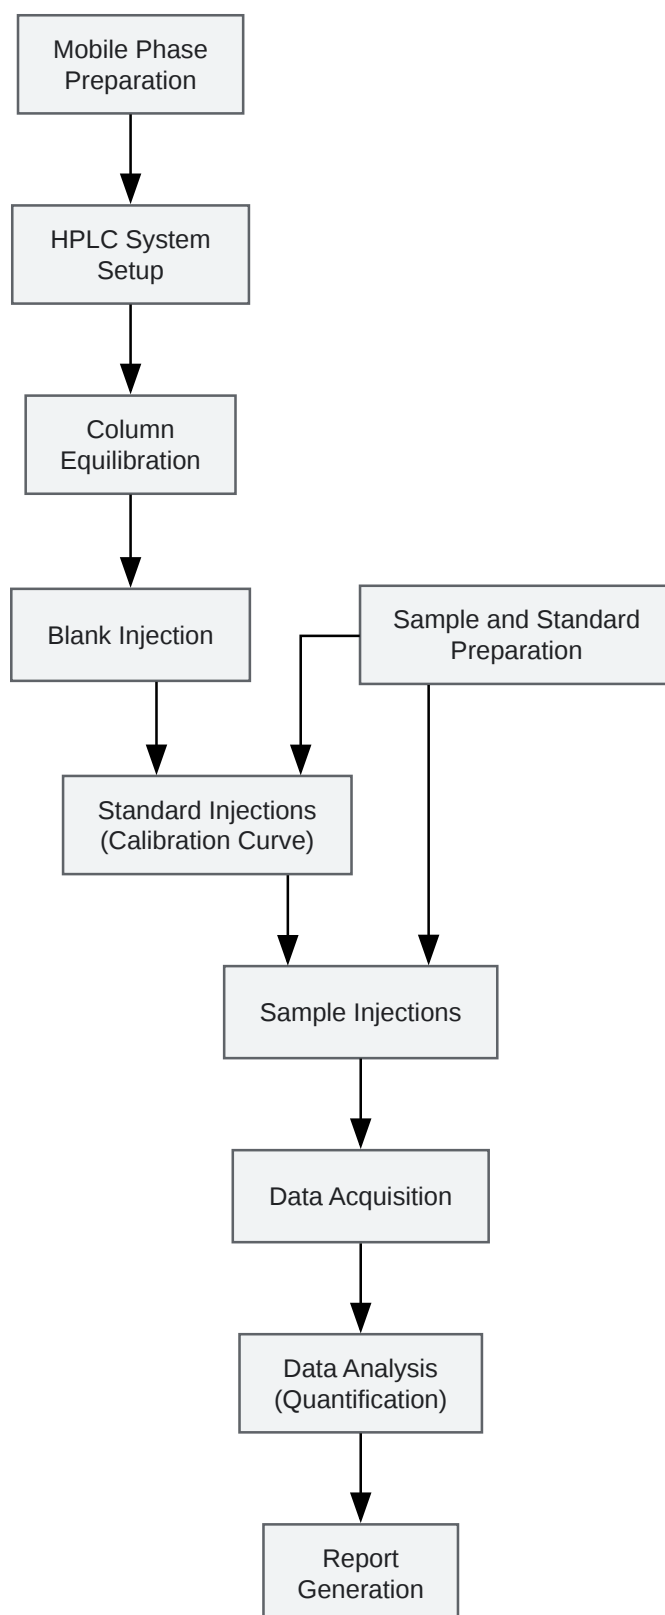 Mobile Phase
Preparation
HPLC System
Setup
Column
Equilibration
Blank Injection
Sample and Standard
Preparation
Standard Injections
(Calibration Curve)
Sample Injections
Data Acquisition
Data Analysis
(Quantification)
Report
Generation